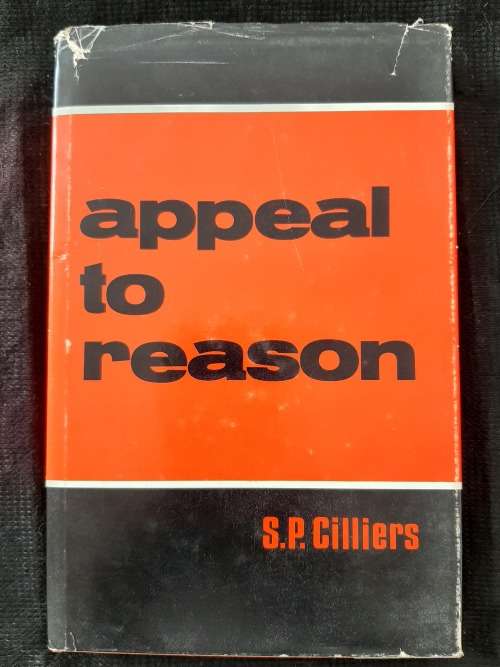 appeal
to
reason
S.P. Cilliers